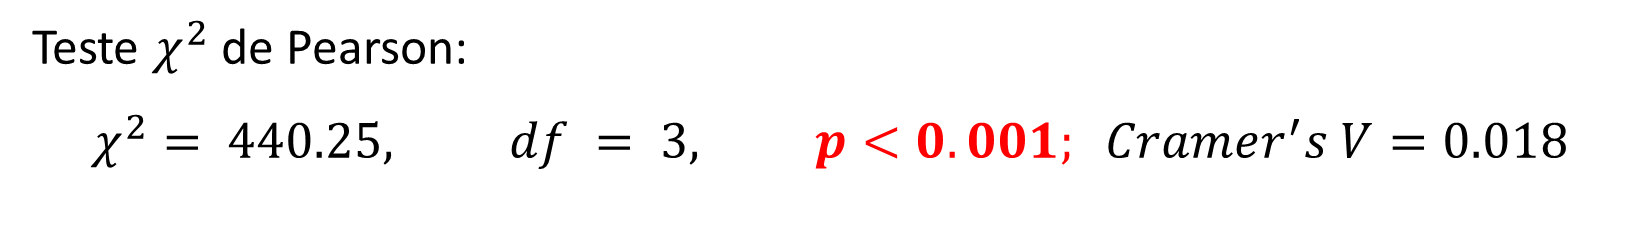 Teste χ² de Pearson:
χ² = 440.25, df = 3, p < 0.001; Cramer's V = 0.018